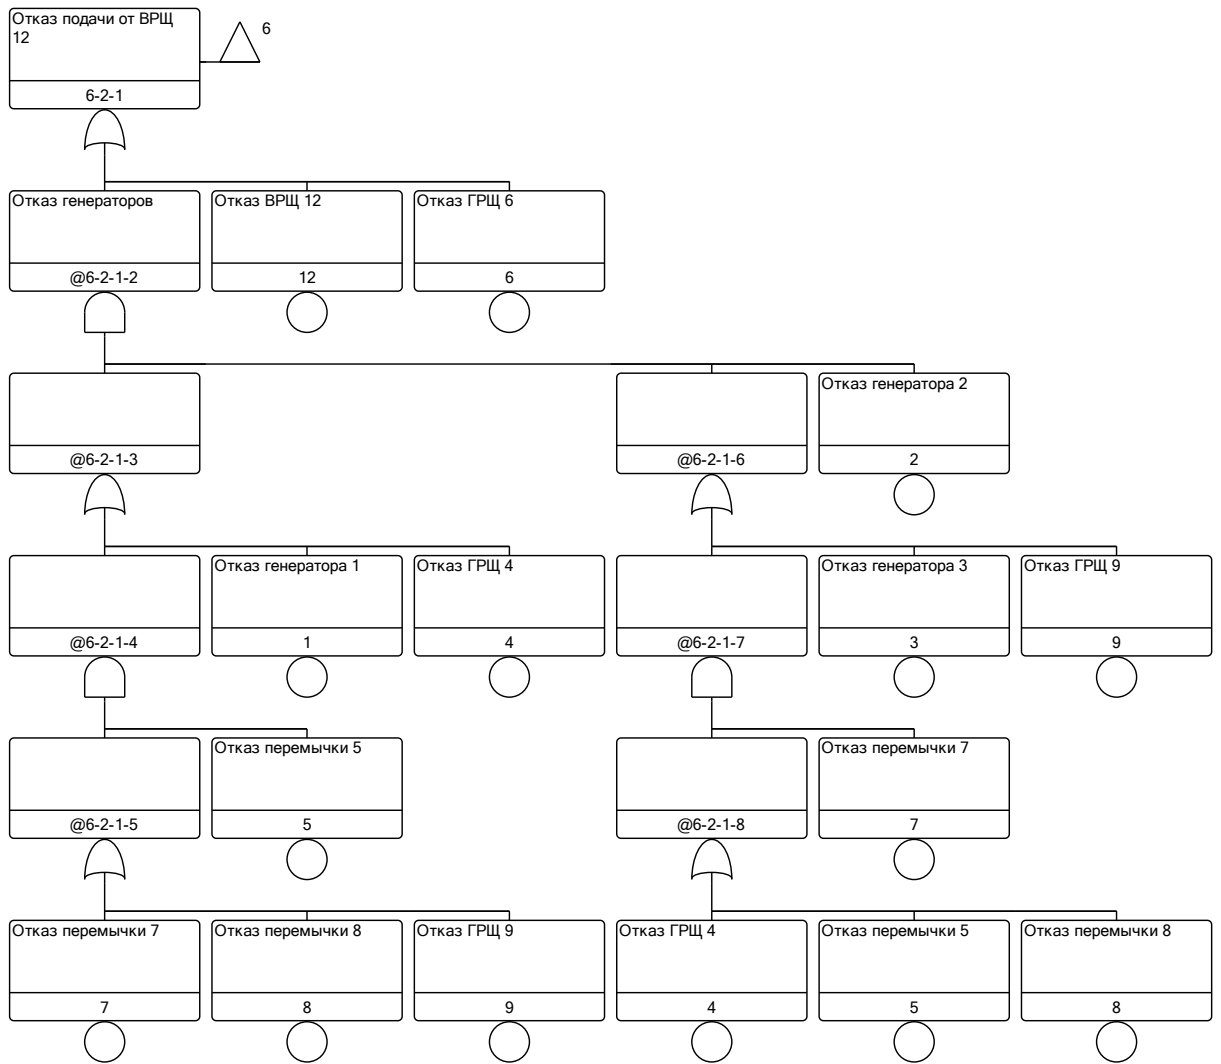 Отказ подачи от ВРЩ
12
6
6-2-1
Отказ генераторов
@6-2-1-2
Отказ ВРЩ 12
12
Отказ ГРЩ 6
6
@6-2-1-3
@6-2-1-6
Отказ генератора 2
2
@6-2-1-4
Отказ генератора 1
1
Отказ ГРЩ 4
4
@6-2-1-7
Отказ генератора 3
3
Отказ ГРЩ 9
9
@6-2-1-5
Отказ перемычки 5
5
@6-2-1-8
Отказ перемычки 7
7
Отказ перемычки 7
7
Отказ перемычки 8
8
Отказ ГРЩ 9
9
Отказ ГРЩ 4
4
Отказ перемычки 5
5
Отказ перемычки 8
8